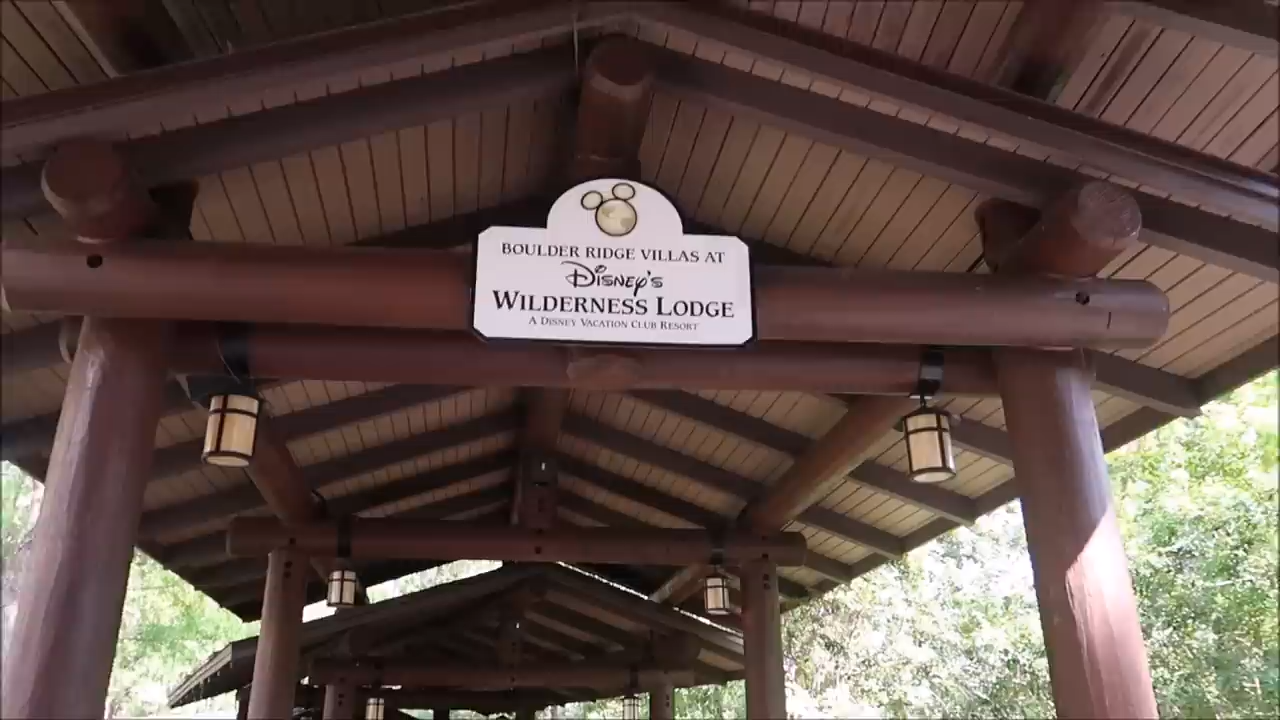 BOULDER RIDGE VILLAS AT
DISNEY'S
WILDERNESS LODGE
A DISNEY VACATION CLUB RESORT